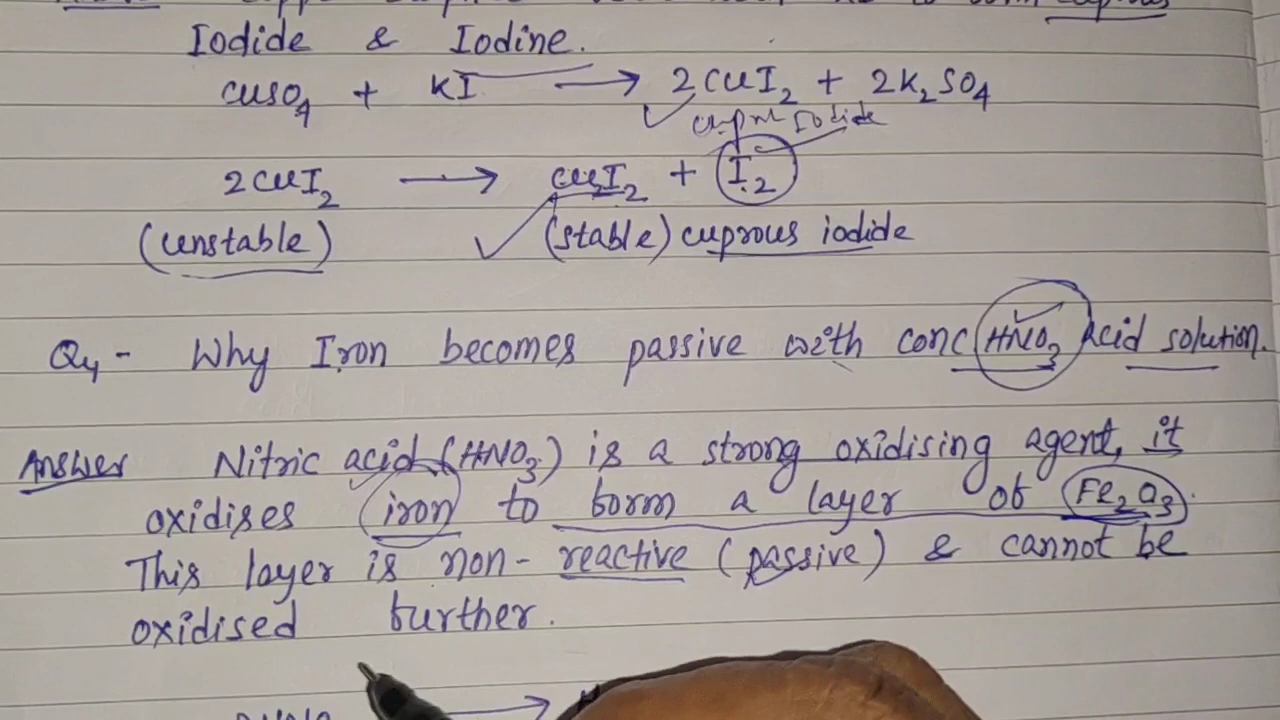 Iodide & Iodine.
CUSO4 + KI → 2CUI2 + 2K2SO4
Iodide
2CUI2 → CU2I2 + I2
(unstable) (stable) cuprous iodide
Q4 - Why Iron becomes passive with conc HNO3 Acid solution.
Answer Nitric acid (HNO3) is a strong oxidising agent, it
oxidises iron to form a layer of Fe2O3.
This layer is non-reactive (passive) & cannot be
oxidised further.